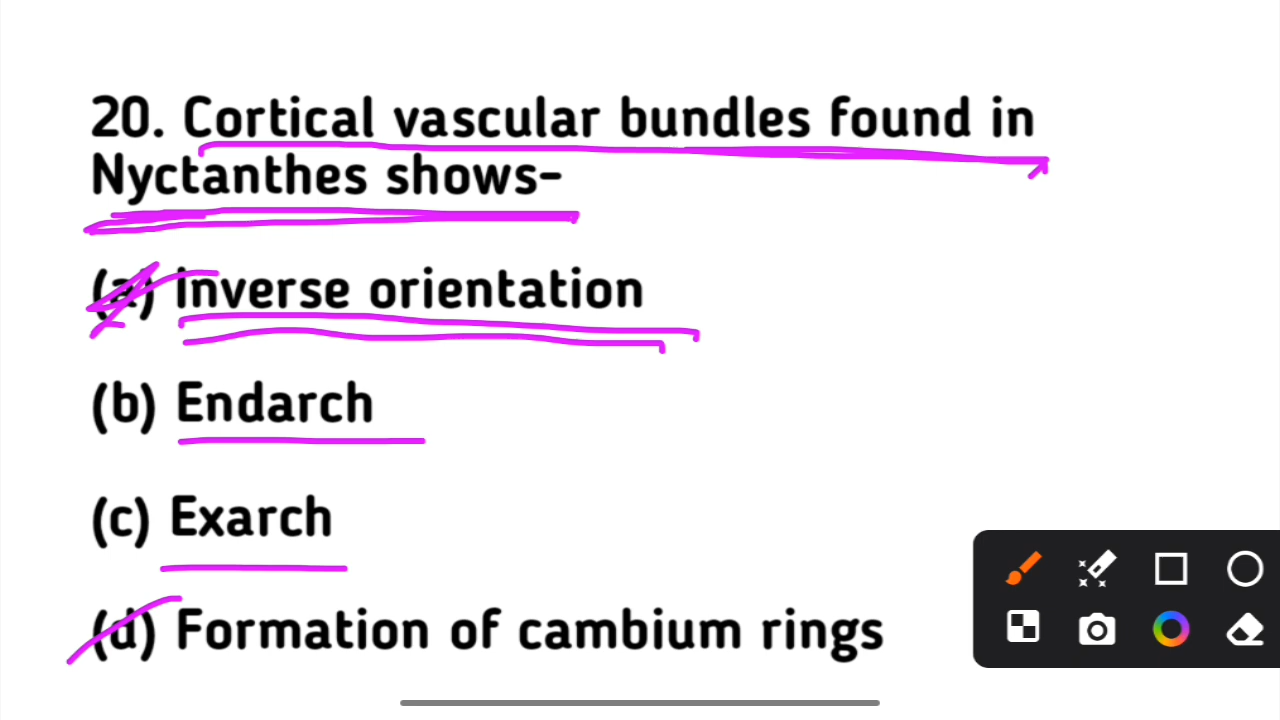 20. Cortical vascular bundles found in
Nyctanthes shows-
(a) inverse orientation
(b) Endarch
(c) Exarch
(d) Formation of cambium rings